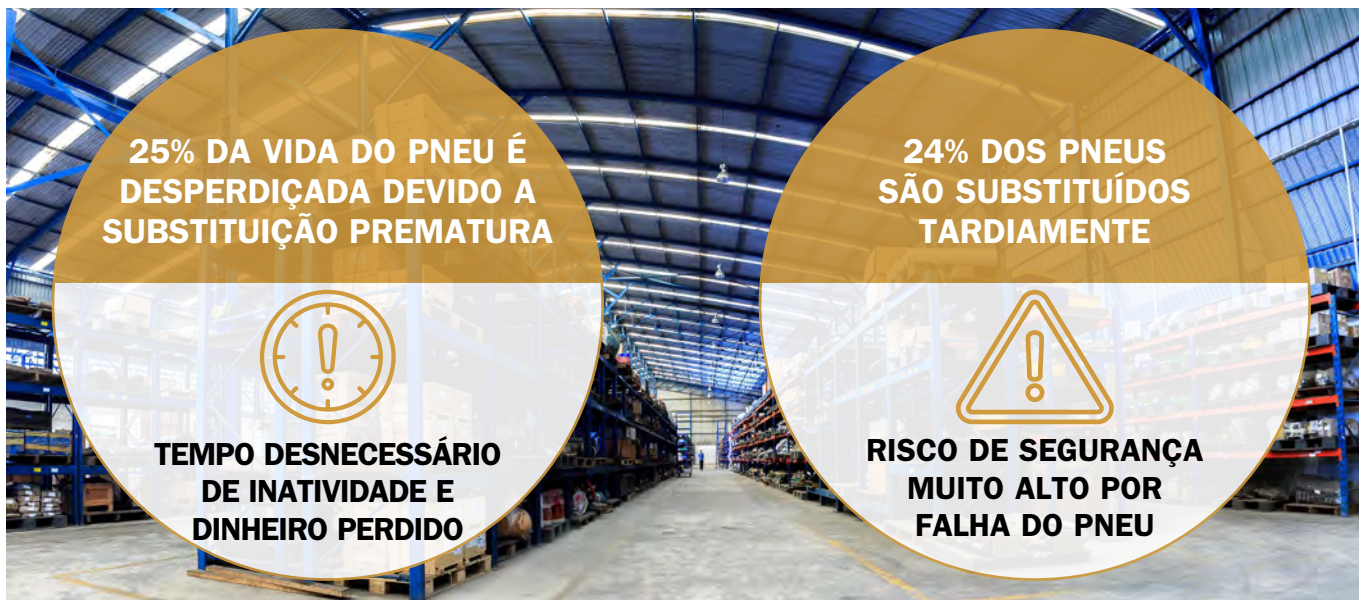 25% DA VIDA DO PNEU É
DESPERDIÇADA DEVIDO A
SUBSTITUIÇÃO PREMATURA
TEMPO DESNECESSÁRIO
DE INATIVIDADE E
DINHEIRO PERDIDO
24% DOS PNEUS
SÃO SUBSTITUÍDOS
TARDIAMENTE
RISCO DE SEGURANÇA
MUITO ALTO POR
FALHA DO PNEU